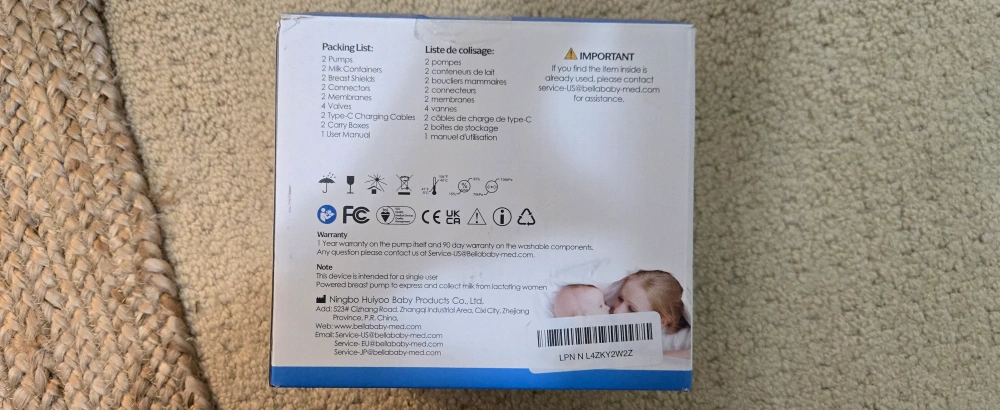 Packing List:
2 Pumps
2 Milk Containers
2 Breast Shields
2 Connectors
2 Membranes
4 Valves
2 Type-C Charging Cables
2 Carry Boxes
1 User Manual
Liste de colisage:
2 pompes
2 conteneurs de lait
2 boucliers mammaires
2 connecteurs
2 membranes
4 vannes
2 câbles de charge de type-C
2 boîtes de stockage
1 manuel d'utilisation
IMPORTANT
If you find the item inside is
already used, please contact
service-US@bellababy-med.com
for assistance.
FC
CE UK CA
Warranty
1 Year warranty on the pump itself and 90 day warranty on the washable components.
Any question please contact us at Service-US@Bellababy-med.com.
Note
This device is intended for a single user
Powered breast pump to express and collect milk from lactating women
Ningbo Huiyoo Baby Products Co., Ltd.
Add: 523# Cizhang Road, Zhangqi Industrial Area, Cixi City, Zhejiang
Province, P.R. China,
Web: www.bellababy-med.com
Email: Service-US@bellababy-med.com
Service- EU@bellababy-med.com
Service-JP@bellababy-med.com
LPN N L4ZKY2W2Z